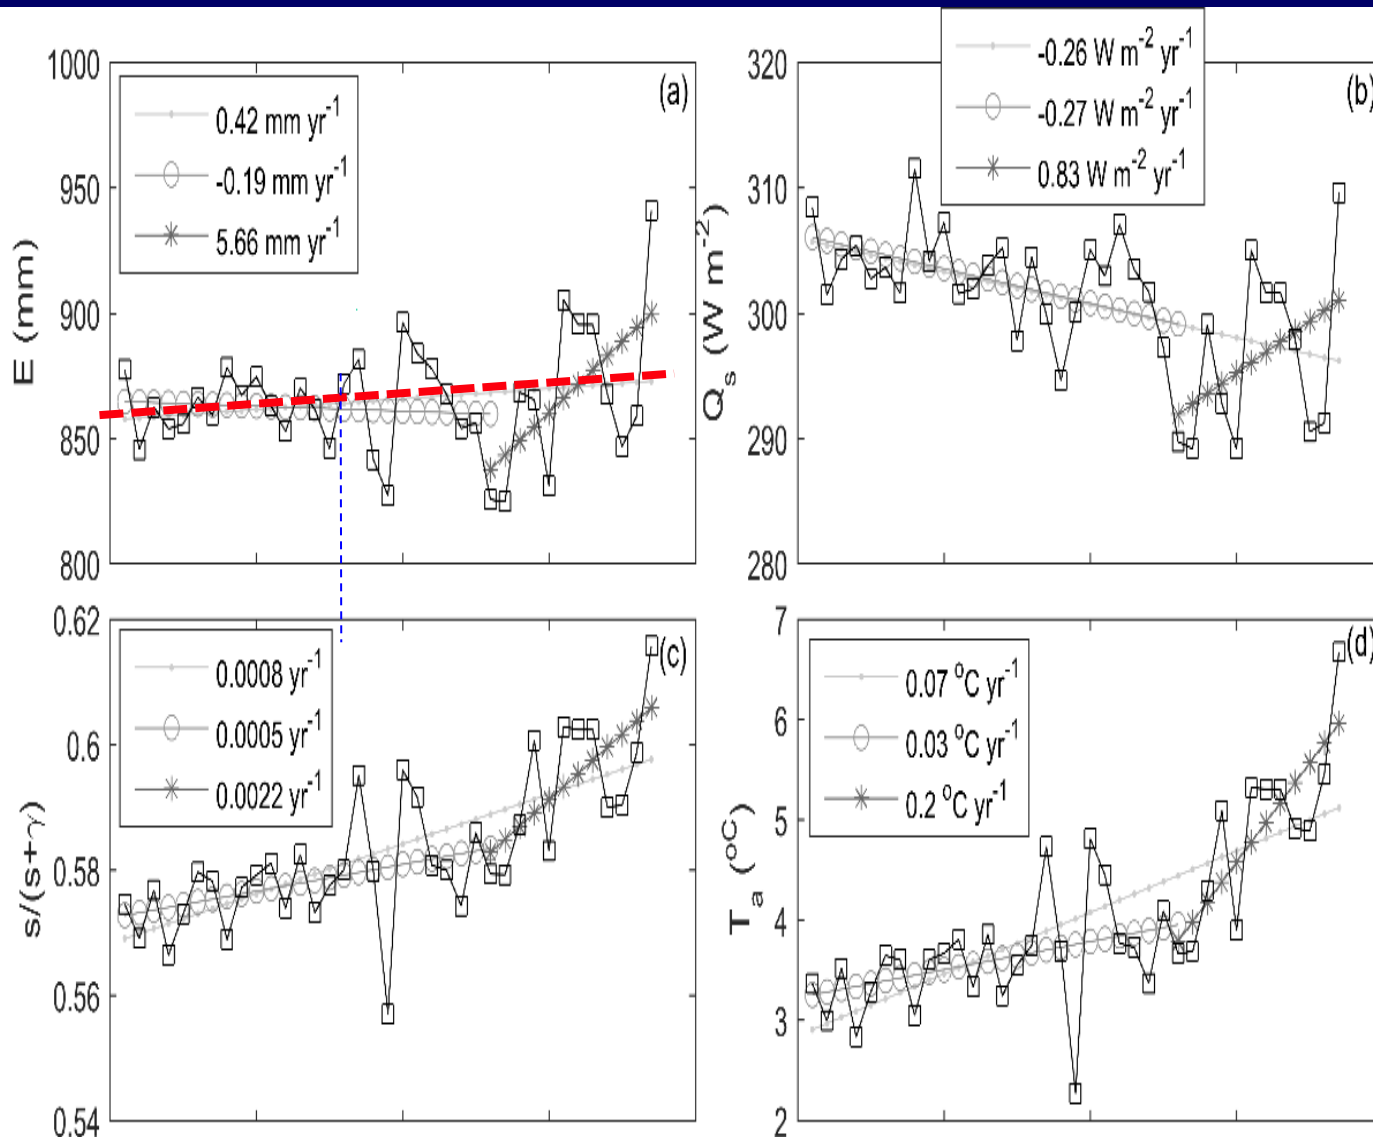 1000
950
900
850
800
E (mm)
0.42 mm yr⁻¹
-0.19 mm yr⁻¹
5.66 mm yr⁻¹
(a)
320
310
300
290
280
Qₛ (W m⁻²)
-0.26 W m⁻² yr⁻¹
-0.27 W m⁻² yr⁻¹
0.83 W m⁻² yr⁻¹
(b)
0.62
0.6
0.58
0.56
0.54
s/(s+γ)
0.0008 yr⁻¹
0.0005 yr⁻¹
0.0022 yr⁻¹
(c)
7
6
5
4
3
2
Tₐ (ºC)
0.07 ºC yr⁻¹
0.03 ºC yr⁻¹
0.2 ºC yr⁻¹
(d)